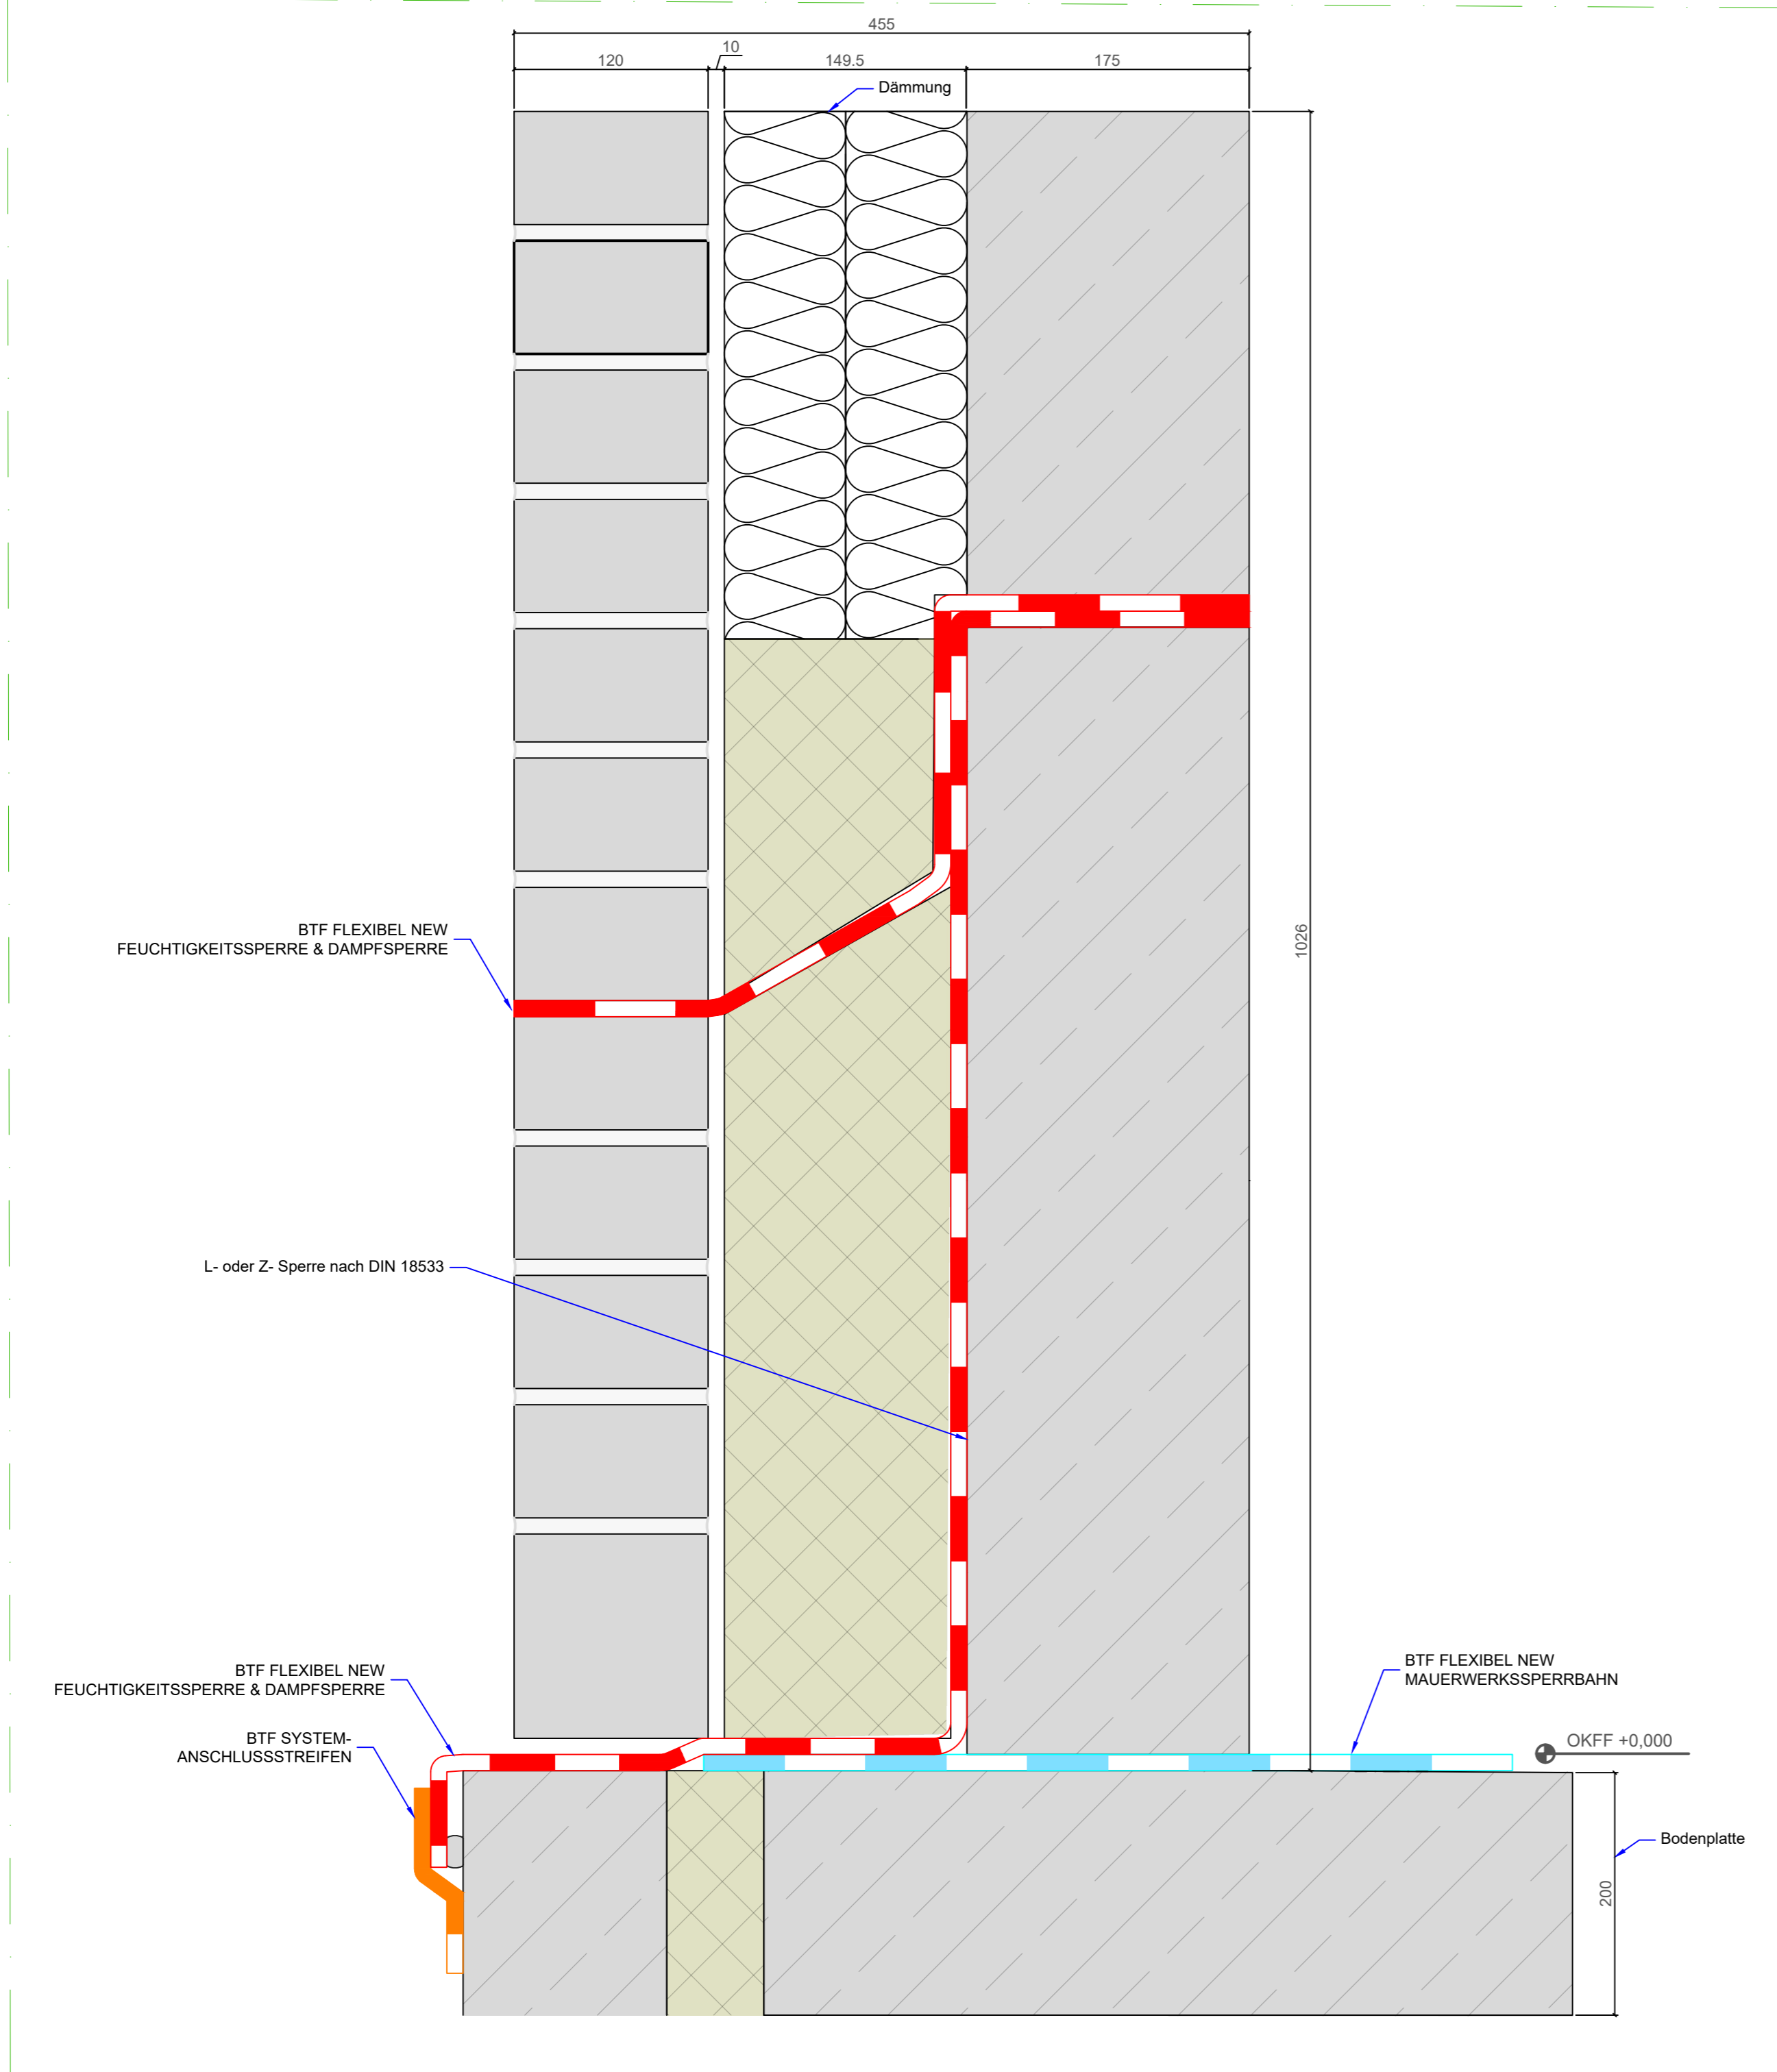 455
10
120
149.5
175
Dämmung
BTF FLEXIBEL NEW
FEUCHTIGKEITSSPERRE & DAMPFSPERRE
1026
L- oder Z- Sperre nach DIN 18533
BTF FLEXIBEL NEW
FEUCHTIGKEITSSPERRE & DAMPFSPERRE
BTF FLEXIBEL NEW
MAUERWERKSSPERRBAHN
BTF SYSTEM-
ANSCHLUSSSTREIFEN
OKFF +0,000
Bodenplatte
200